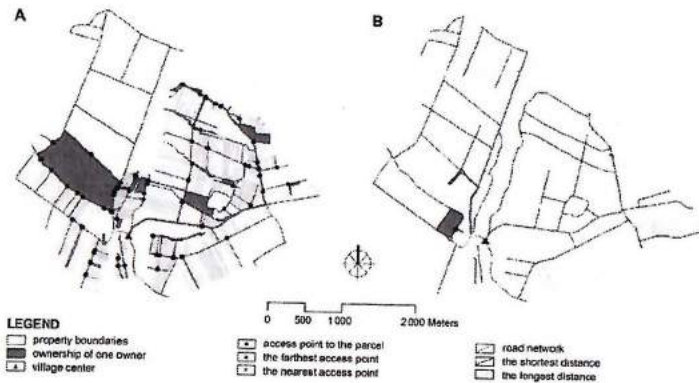 A
B
0 500 1 000 2 000 Meters
LEGEND
property boundaries
ownership of one owner
village center
access point to the parcel
the farthest access point
the nearest access point
road network
the shortest distance
the longest distance